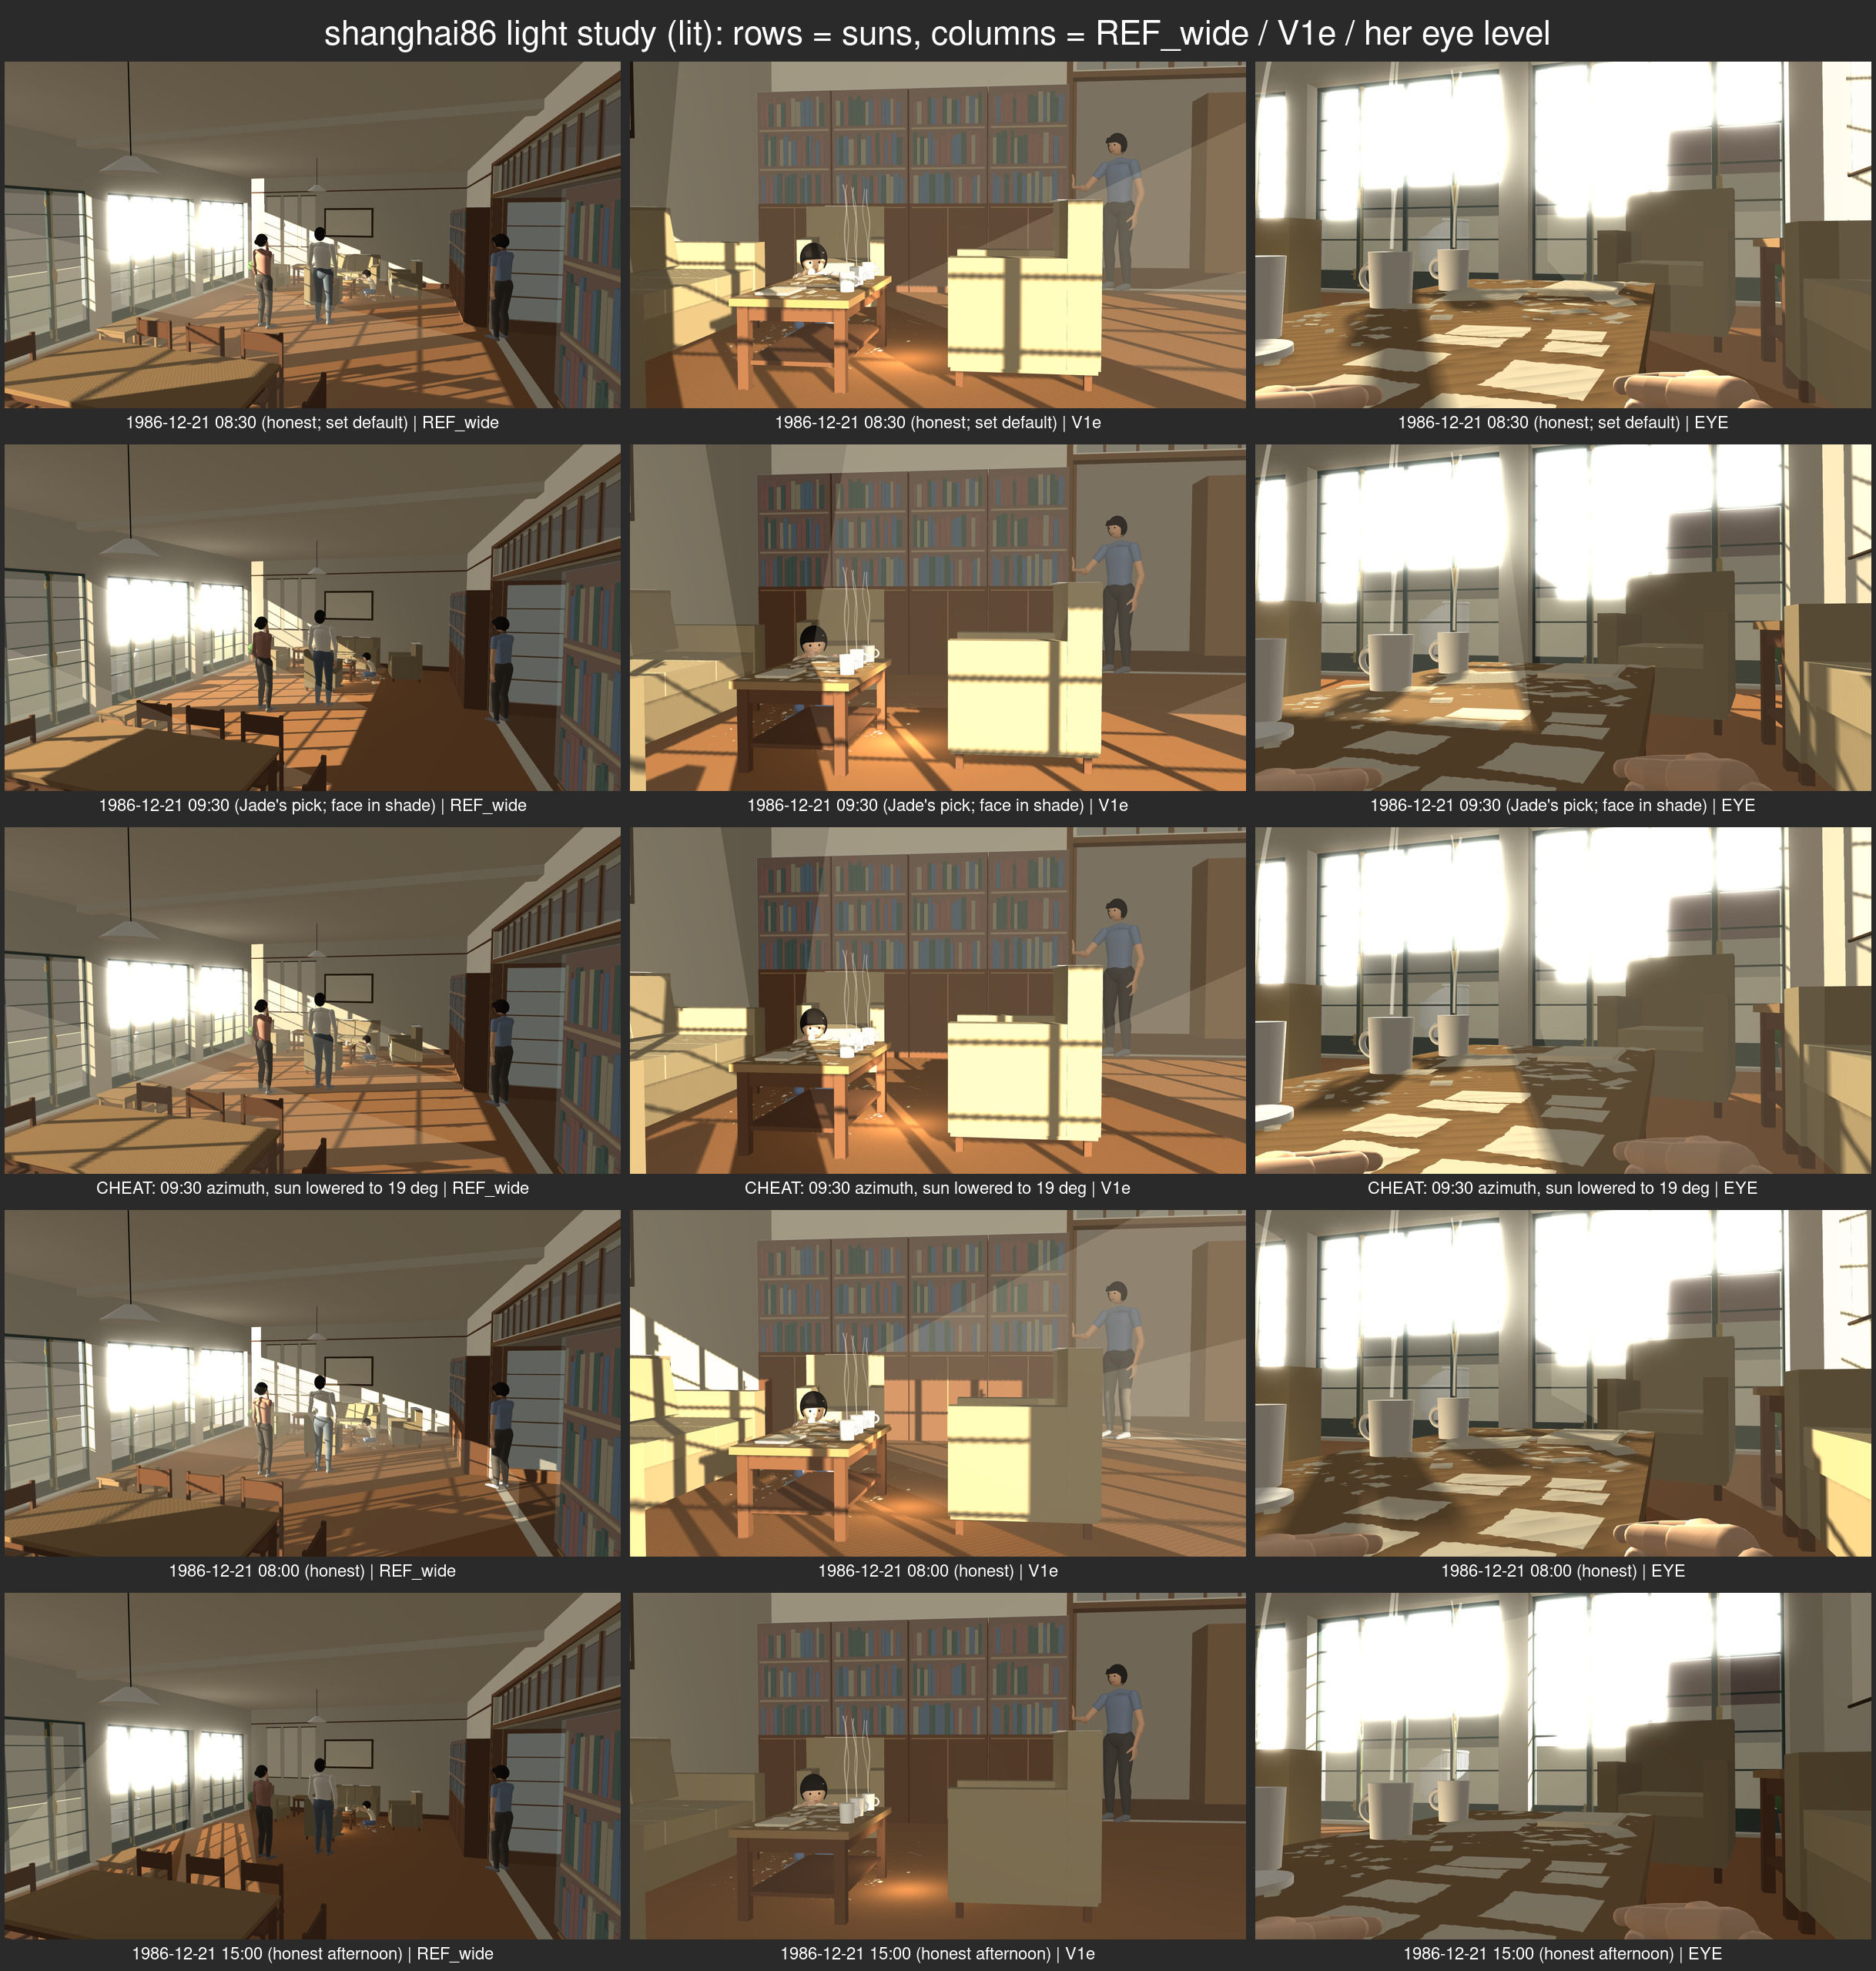 shanghai86 light study (lit): rows = suns, columns = REF_wide / V1e / her eye level
1986-12-21 08:30 (honest; set default) | REF_wide
1986-12-21 08:30 (honest; set default) | V1e
1986-12-21 08:30 (honest; set default) | EYE
1986-12-21 09:30 (Jade's pick; face in shade) | REF_wide
1986-12-21 09:30 (Jade's pick; face in shade) | V1e
1986-12-21 09:30 (Jade's pick; face in shade) | EYE
CHEAT: 09:30 azimuth, sun lowered to 19 deg | REF_wide
CHEAT: 09:30 azimuth, sun lowered to 19 deg | V1e
CHEAT: 09:30 azimuth, sun lowered to 19 deg | EYE
1986-12-21 08:00 (honest) | REF_wide
1986-12-21 08:00 (honest) | V1e
1986-12-21 08:00 (honest) | EYE
1986-12-21 15:00 (honest afternoon) | REF_wide
1986-12-21 15:00 (honest afternoon) | V1e
1986-12-21 15:00 (honest afternoon) | EYE